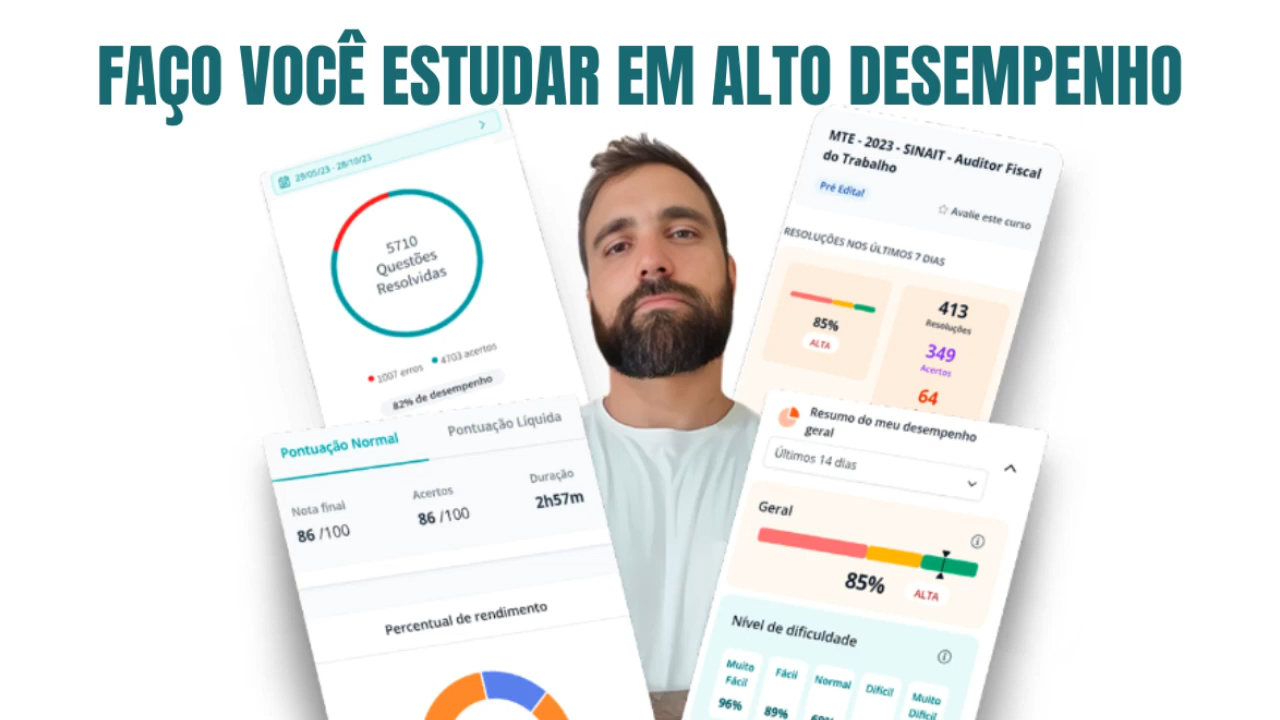 FAÇO VOCÊ ESTUDAR EM ALTO DESEMPENHO
29/05/23 - 28/10/23
5710
Questões
Resolvidas
1007 erros
4703 acertos
82% de desempenho
Pontuação Normal
Pontuação Líquida
Nota final
Acertos
Duração
86 /100
86 /100
2h57m
Percentual de rendimento
MTE - 2023 - SINAIT - Auditor Fiscal
do Trabalho
Pré Edital
Avalie este curso
RESOLUÇÕES NOS ÚLTIMOS 7 DIAS
85%
ALTA
413
Resoluções
349
Acertos
64
Resumo do meu desempenho
geral
Últimos 14 dias
Geral
85%
ALTA
Nível de dificuldade
Muito
Fácil
96%
Fácil
89%
Normal
Difícil
Muito
Difícil